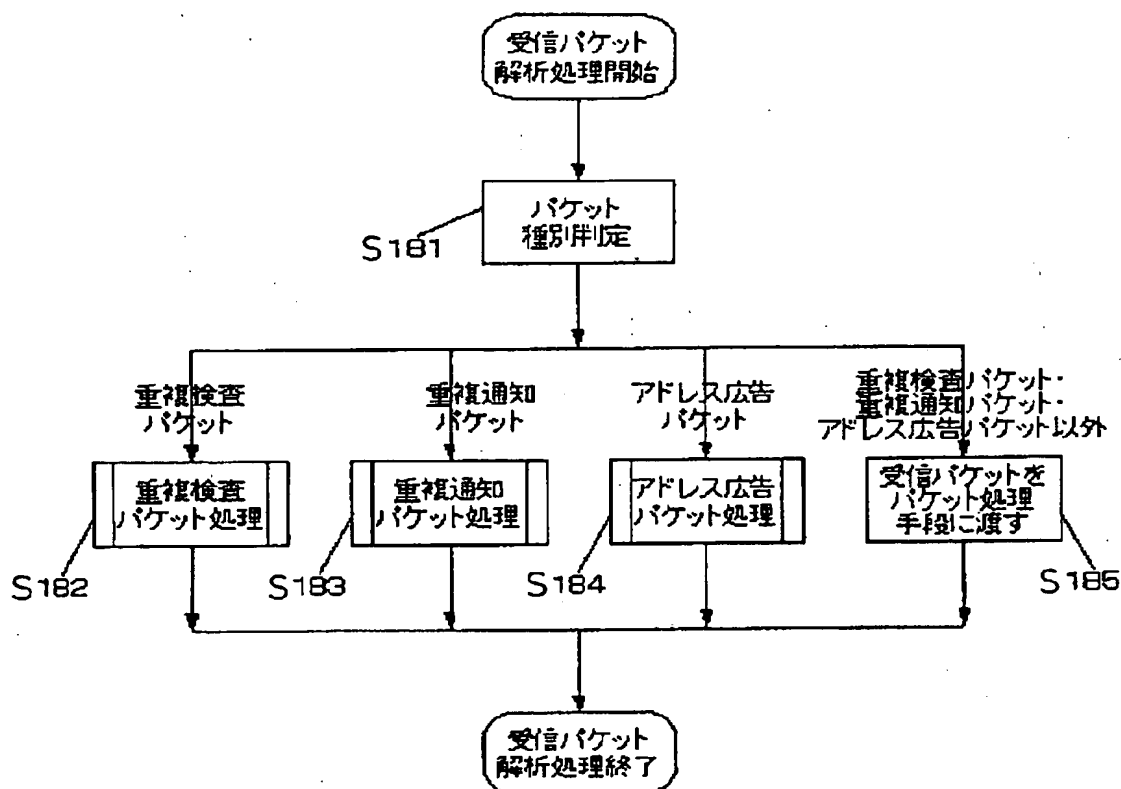 受信パケット
解析処理開始
パケット
種別判定
S181
重複検査
パケット
重複通知
パケット
アドレス広告
パケット
重複検査パケット・
重複通知パケット・
アドレス広告パケット以外
重複検査
パケット処理
重複通知
パケット処理
アドレス広告
パケット処理
受信パケットを
パケット処理
手段に渡す
S182
S183
S184
S185
受信パケット
解析処理終了